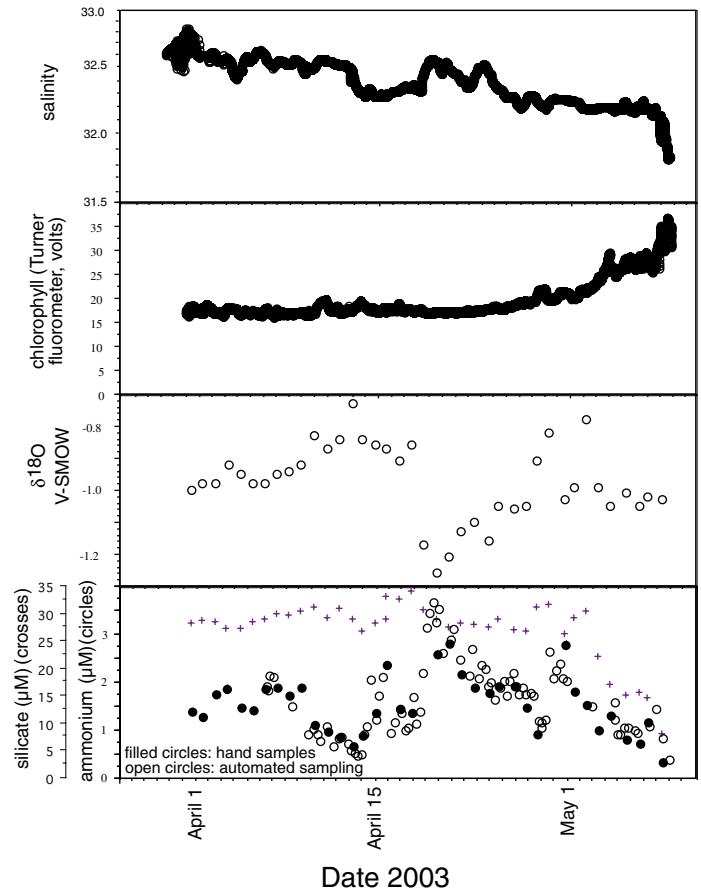 33.0
32.5
32.0
31.5
salinity
35
30
25
20
15
10
5
0
chlorophyll (Turner
fluorometer, volts)
-0.8
-1.0
-1.2
δ18O
V-SMOW
35
30
25
20
15
10
5
0
silicate (μM) (crosses)
3
2
1
0
ammonium (μM)(circles)
filled circles: hand samples
open circles: automated sampling
April 1
April 15
May 1
Date 2003